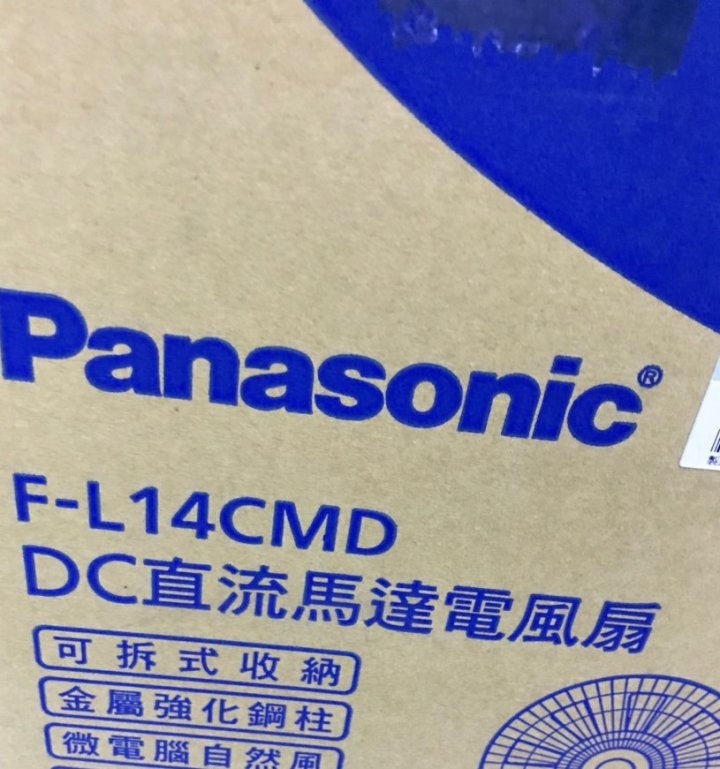 Panasonic®
F-L14CMD
DC直流馬達電風扇
可拆式收納
金屬強化鋼柱
微電腦自然風